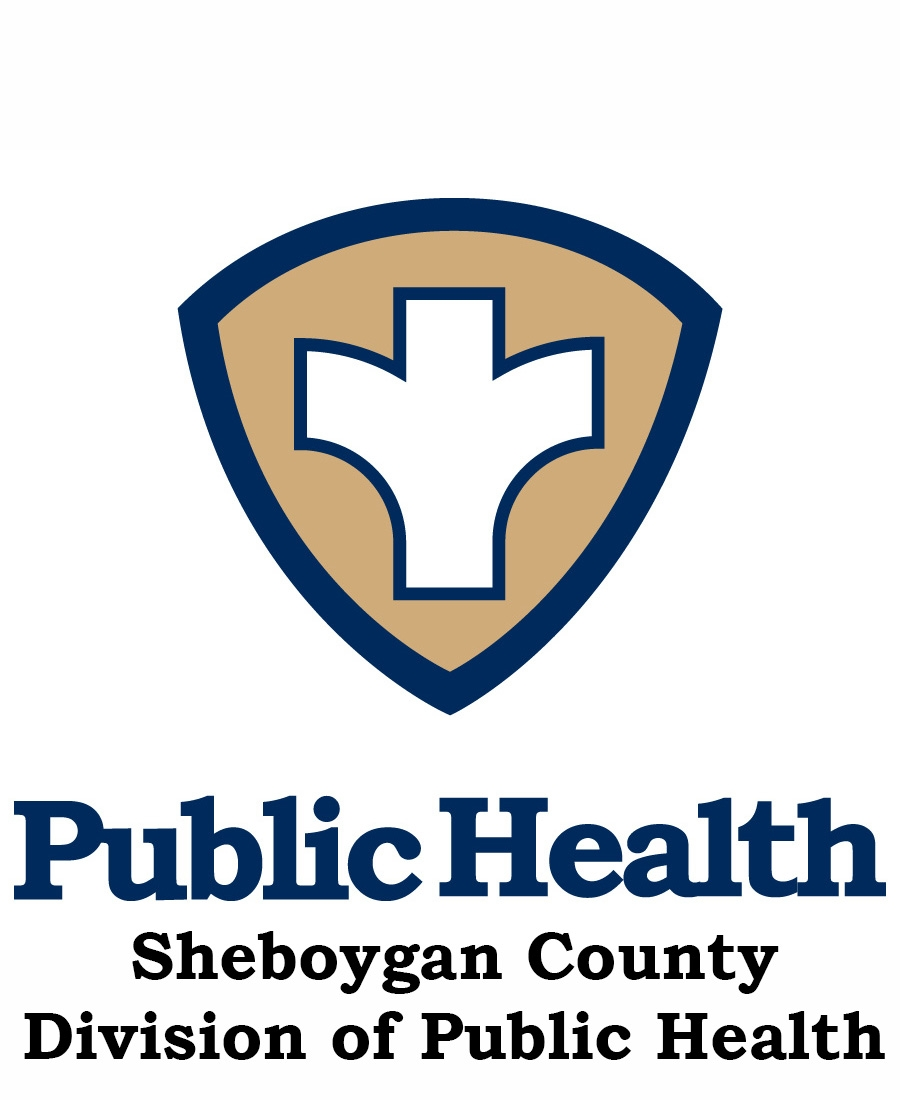 Public Health
Sheboygan County
Division of Public Health